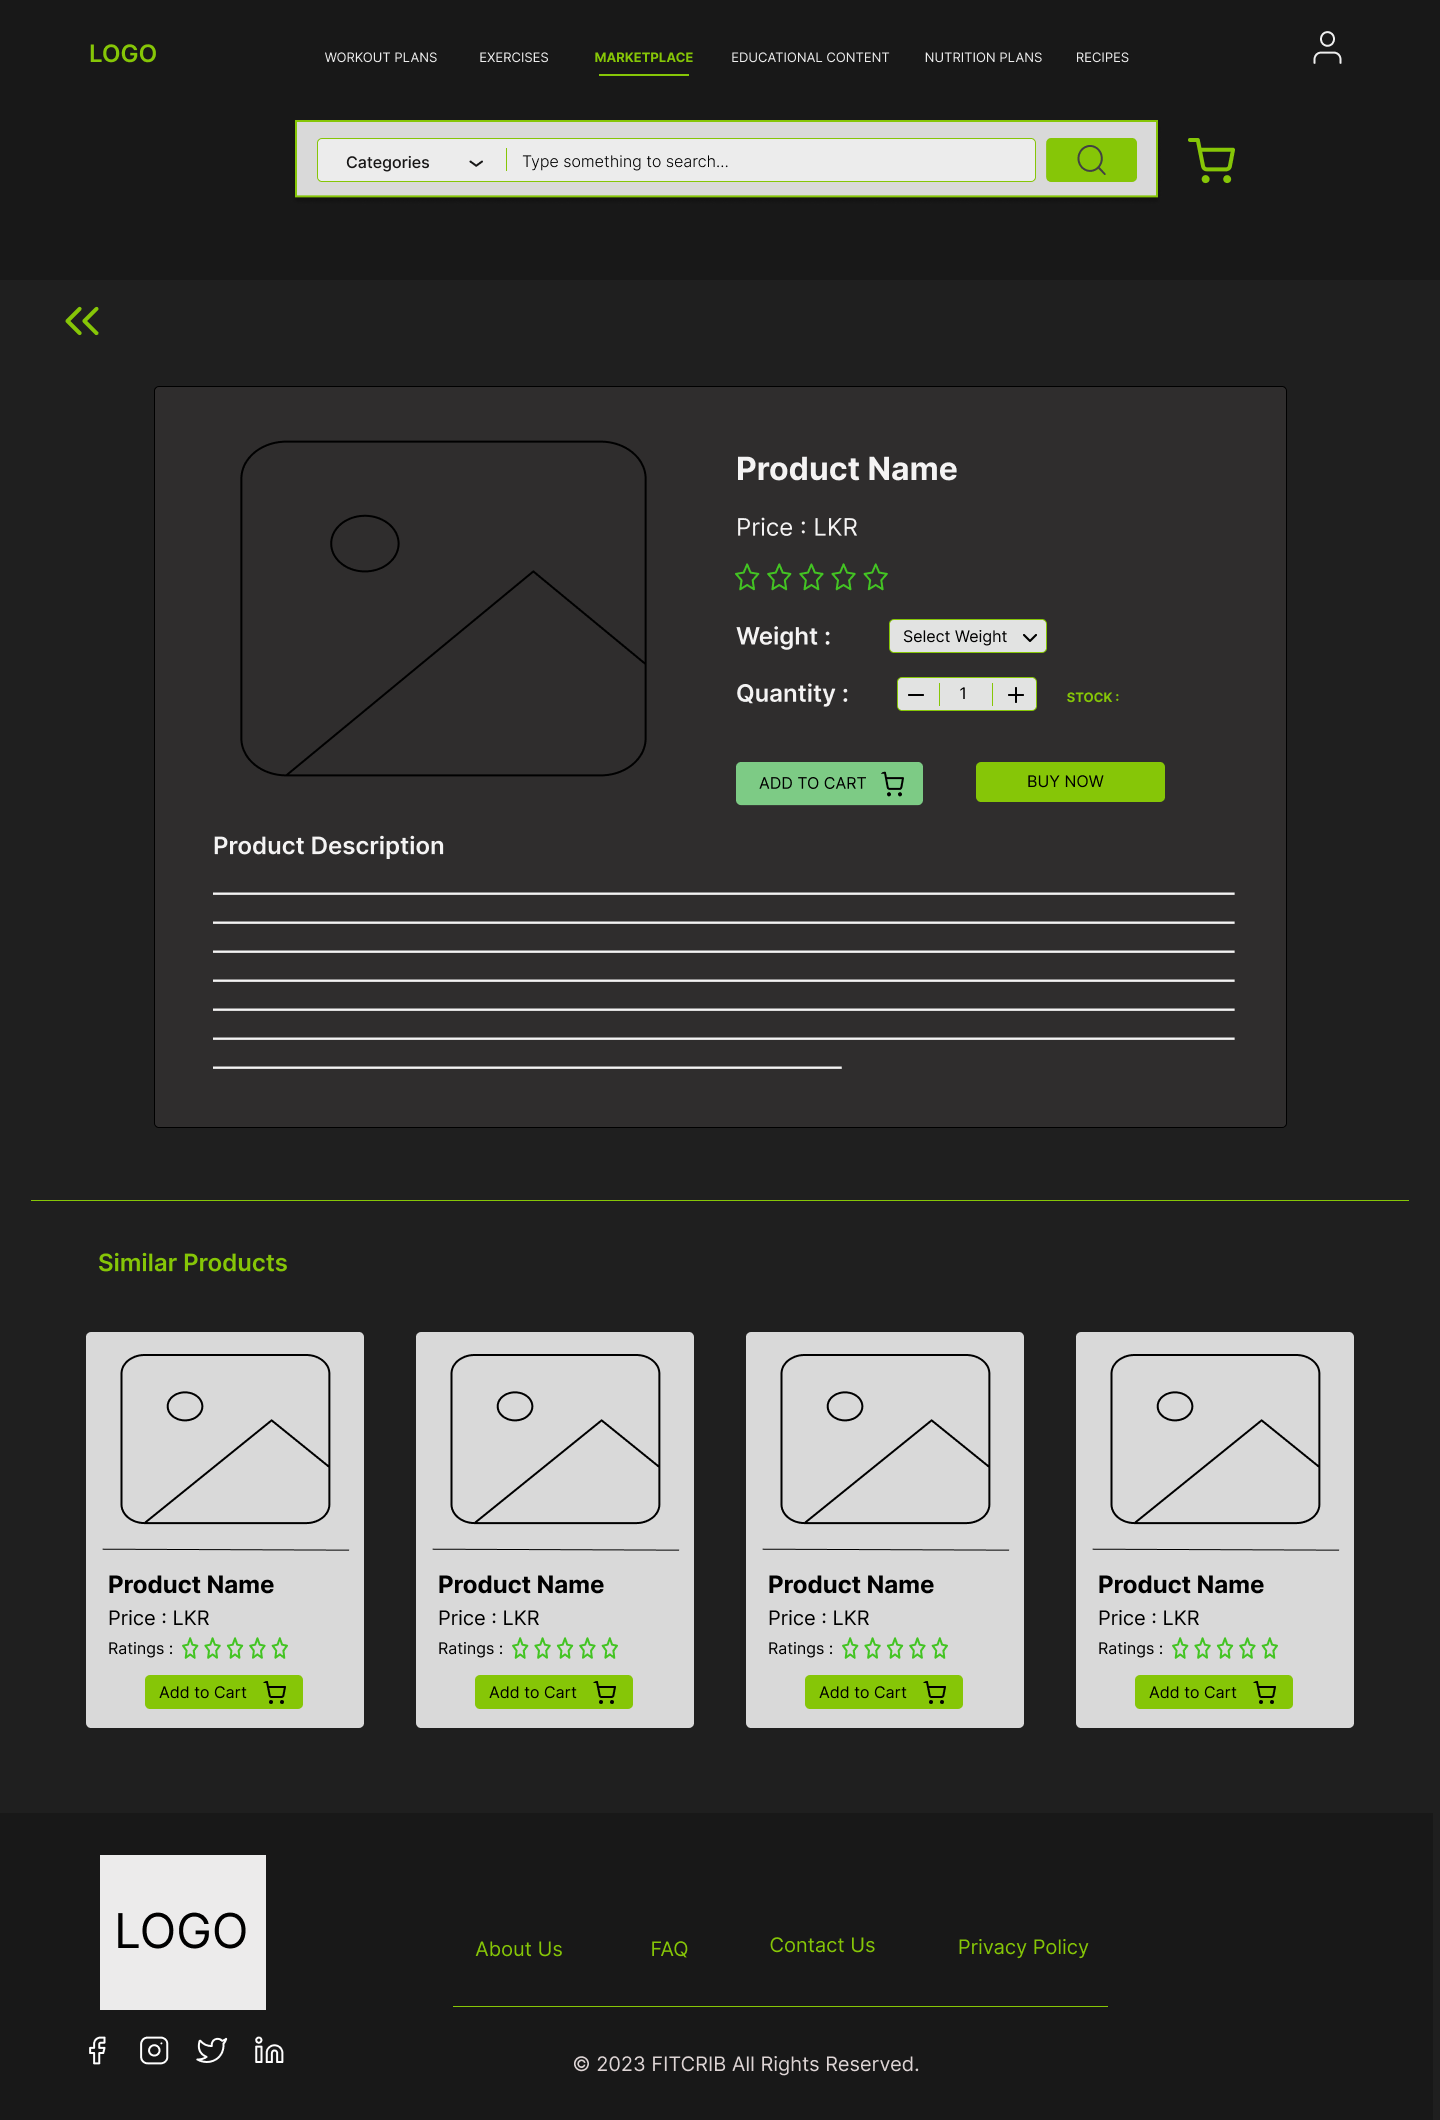 LOGO
WORKOUT PLANS EXERCISES MARKETPLACE EDUCATIONAL CONTENT NUTRITION PLANS RECIPES
Categories Type something to search...
Product Name
Price : LKR
Weight : Select Weight
Quantity : 1 STOCK :
ADD TO CART BUY NOW
Product Description
Similar Products
Product Name Product Name Product Name Product Name
Price : LKR Price : LKR Price : LKR Price : LKR
Ratings : Ratings : Ratings : Ratings :
Add to Cart Add to Cart Add to Cart Add to Cart
LOGO
About Us FAQ Contact Us Privacy Policy
© 2023 FITCRIB All Rights Reserved.